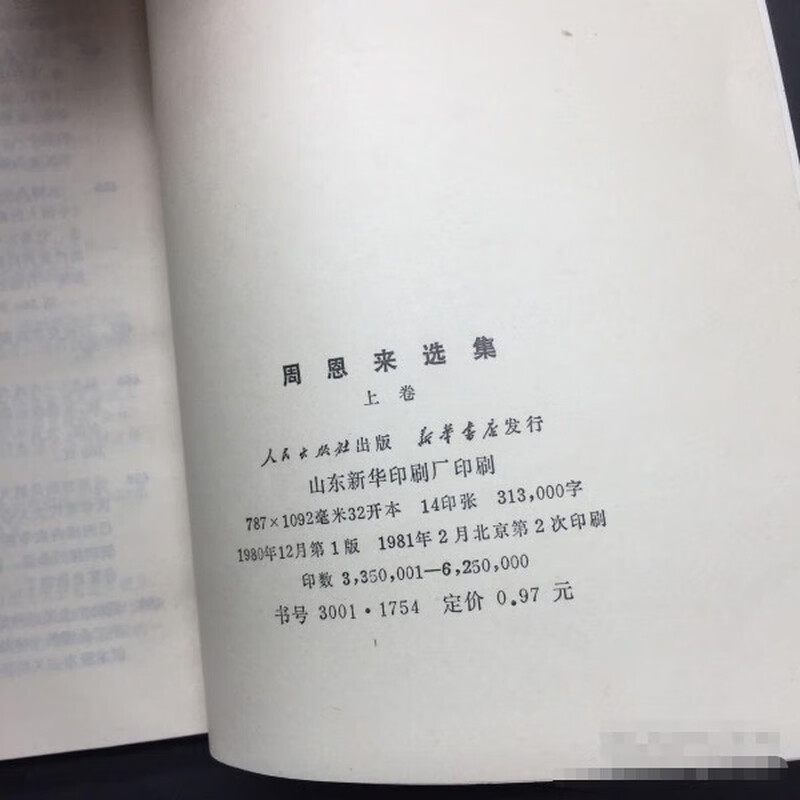 周恩来选集
上卷
人民出版社出版 新华书店发行
山东新华印刷厂印刷
787×1092毫米32开本 14印张 313,000字
1980年12月第1版 1981年2月北京第2次印刷
印数 3,350,001—6,250,000
书号 3001·1754 定价 0.97 元